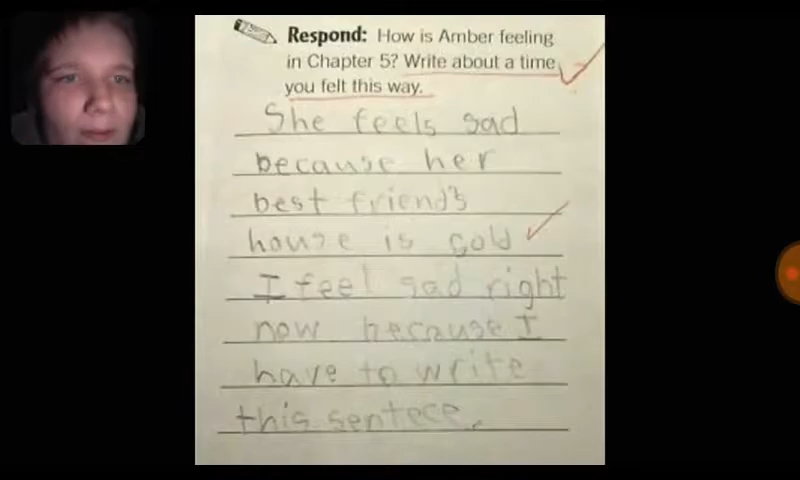 Respond: How is Amber feeling
in Chapter 5? Write about a time
you felt this way.
She feels sad
because her
best friend's
house is sold
I feel sad right
now because I
have to write
this sentece.